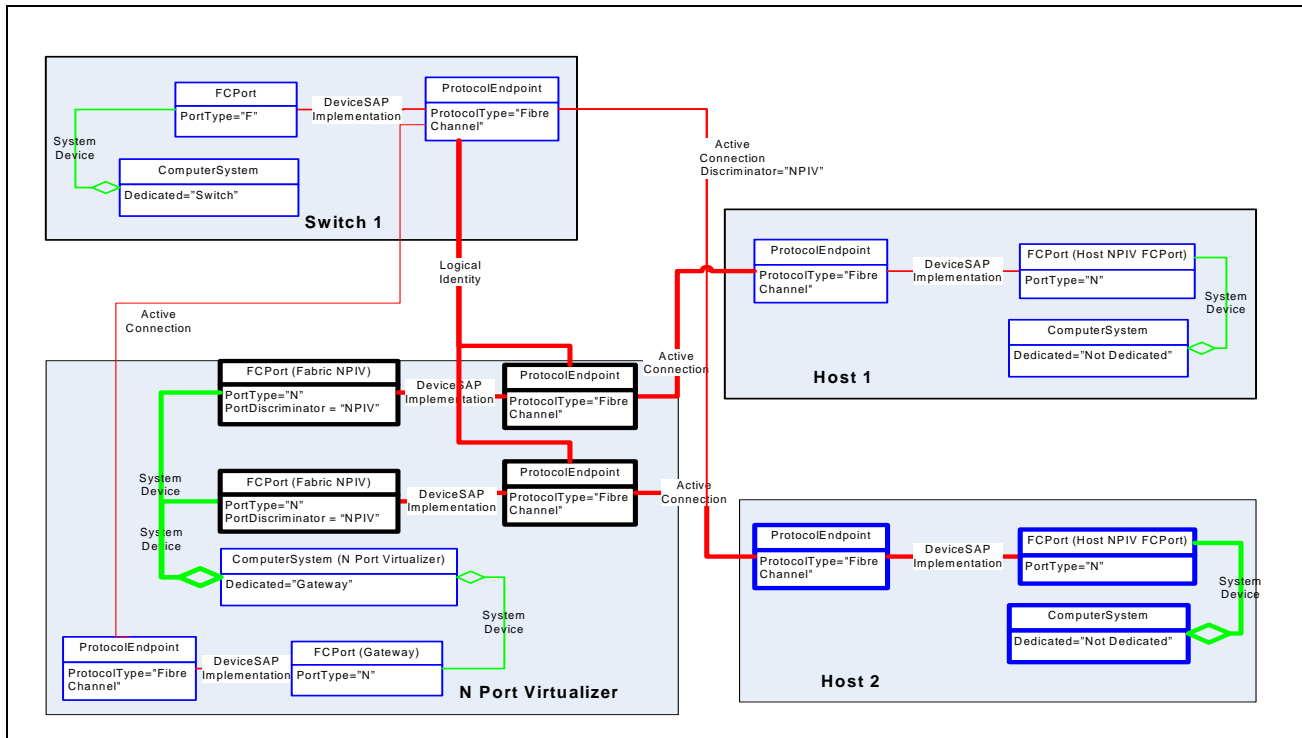 FCPort
PortType="F"
DeviceSAP
Implementation
ProtocolEndpoint
ProtocolType="Fibre
Channel"
System
Device
ComputerSystem
Dedicated="Switch"
Switch 1
Active
Connection
Discriminator="NPIV"
Logical
Identity
Active
Connection
ProtocolEndpoint
ProtocolType="Fibre
Channel"
DeviceSAP
Implementation
FCPort (Host NPIV FCPort)
PortType="N"
System
Device
ComputerSystem
Dedicated="Not Dedicated"
Host 1
FCPort (Fabric NPIV)
PortType="N"
PortDiscriminator = "NPIV"
DeviceSAP
Implementation
ProtocolEndpoint
ProtocolType="Fibre
Channel"
Active
Connection
System
Device
FCPort (Fabric NPIV)
PortType="N"
PortDiscriminator = "NPIV"
DeviceSAP
Implementation
ProtocolEndpoint
ProtocolType="Fibre
Channel"
Active
Connection
System
Device
ComputerSystem (N Port Virtualizer)
Dedicated="Gateway"
System
Device
ProtocolEndpoint
ProtocolType="Fibre
Channel"
DeviceSAP
Implementation
FCPort (Gateway)
PortType="N"
N Port Virtualizer
ProtocolEndpoint
ProtocolType="Fibre
Channel"
DeviceSAP
Implementation
FCPort (Host NPIV FCPort)
PortType="N"
System
Device
ComputerSystem
Dedicated="Not Dedicated"
Host 2